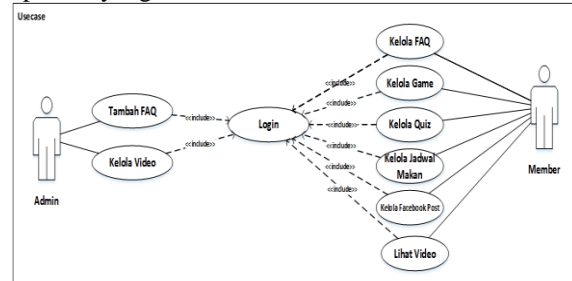 Usecase
Kelola FAQ
<<include>>
Kelola Game
<<include>>
Tambah FAQ
<<include>>
Login
<<include>>
Kelola Quiz
<<include>>
Kelola Video
<<include>>
Kelola Jadwal
Makan
<<include>>
Admin
Member
Kelola Facebook Post
<<include>>
Lihat Video